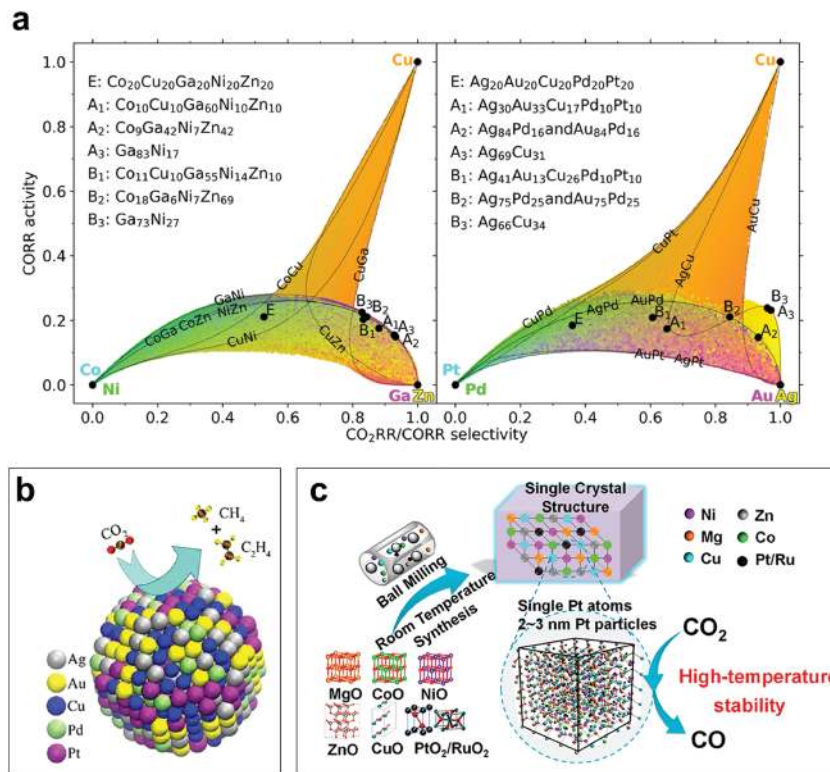 a
CORR activity
1.0
0.8
0.6
0.4
0.2
0.0
E: Co₂₀Cu₂₀Ga₂₀Ni₂₀Zn₂₀
A₁: Co₁₀Cu₁₀Ga₆₀Ni₁₀Zn₁₀
A₂: Co₉Ga₄₂Ni₇Zn₄₂
A₃: Ga₈₃Ni₁₇
B₁: Co₁₁Cu₁₀Ga₅₅Ni₁₄Zn₁₀
B₂: Co₁₈Ga₆Ni₇Zn₆₉
B₃: Ga₇₃Ni₂₇
Cu
CoCu
CuGa
GaNi
CoGa
CoZn
NiZn
CuNi
CuZn
E
B₃
B₂
B₁
A₁
A₃
A₂
Co
Ni
Ga
Zn
0.0 0.2 0.4 0.6 0.8 1.0
E: Ag₂₀Au₂₀Cu₂₀Pd₂₀Pt₂₀
A₁: Ag₃₀Au₃₃Cu₁₇Pd₁₀Pt₁₀
A₂: Ag₈₄Pd₁₆andAu₈₄Pd₁₆
A₃: Ag₆₉Cu₃₁
B₁: Ag₄₁Au₁₃Cu₂₆Pd₁₀Pt₁₀
B₂: Ag₇₅Pd₂₅andAu₇₅Pd₂₅
B₃: Ag₆₆Cu₃₄
Cu
CuPt
AgCu
AuCu
CuPd
AgPd
AuPd
AuPt
AgPt
E
B₁
A₁
B₂
B₃
A₃
A₂
Pt
Pd
Au
Ag
0.0 0.2 0.4 0.6 0.8 1.0
CO₂RR/CORR selectivity
b
CO₂
CH₄
+
C₂H₄
Ag
Au
Cu
Pd
Pt
c
Ball Milling
Room Temperature
Synthesis
MgO CoO NiO
ZnO CuO PtO₂/RuO₂
Single Crystal
Structure
Ni Zn
Mg Co
Cu Pt/Ru
Single Pt atoms
2~3 nm Pt particles
CO₂
High-temperature
stability
CO